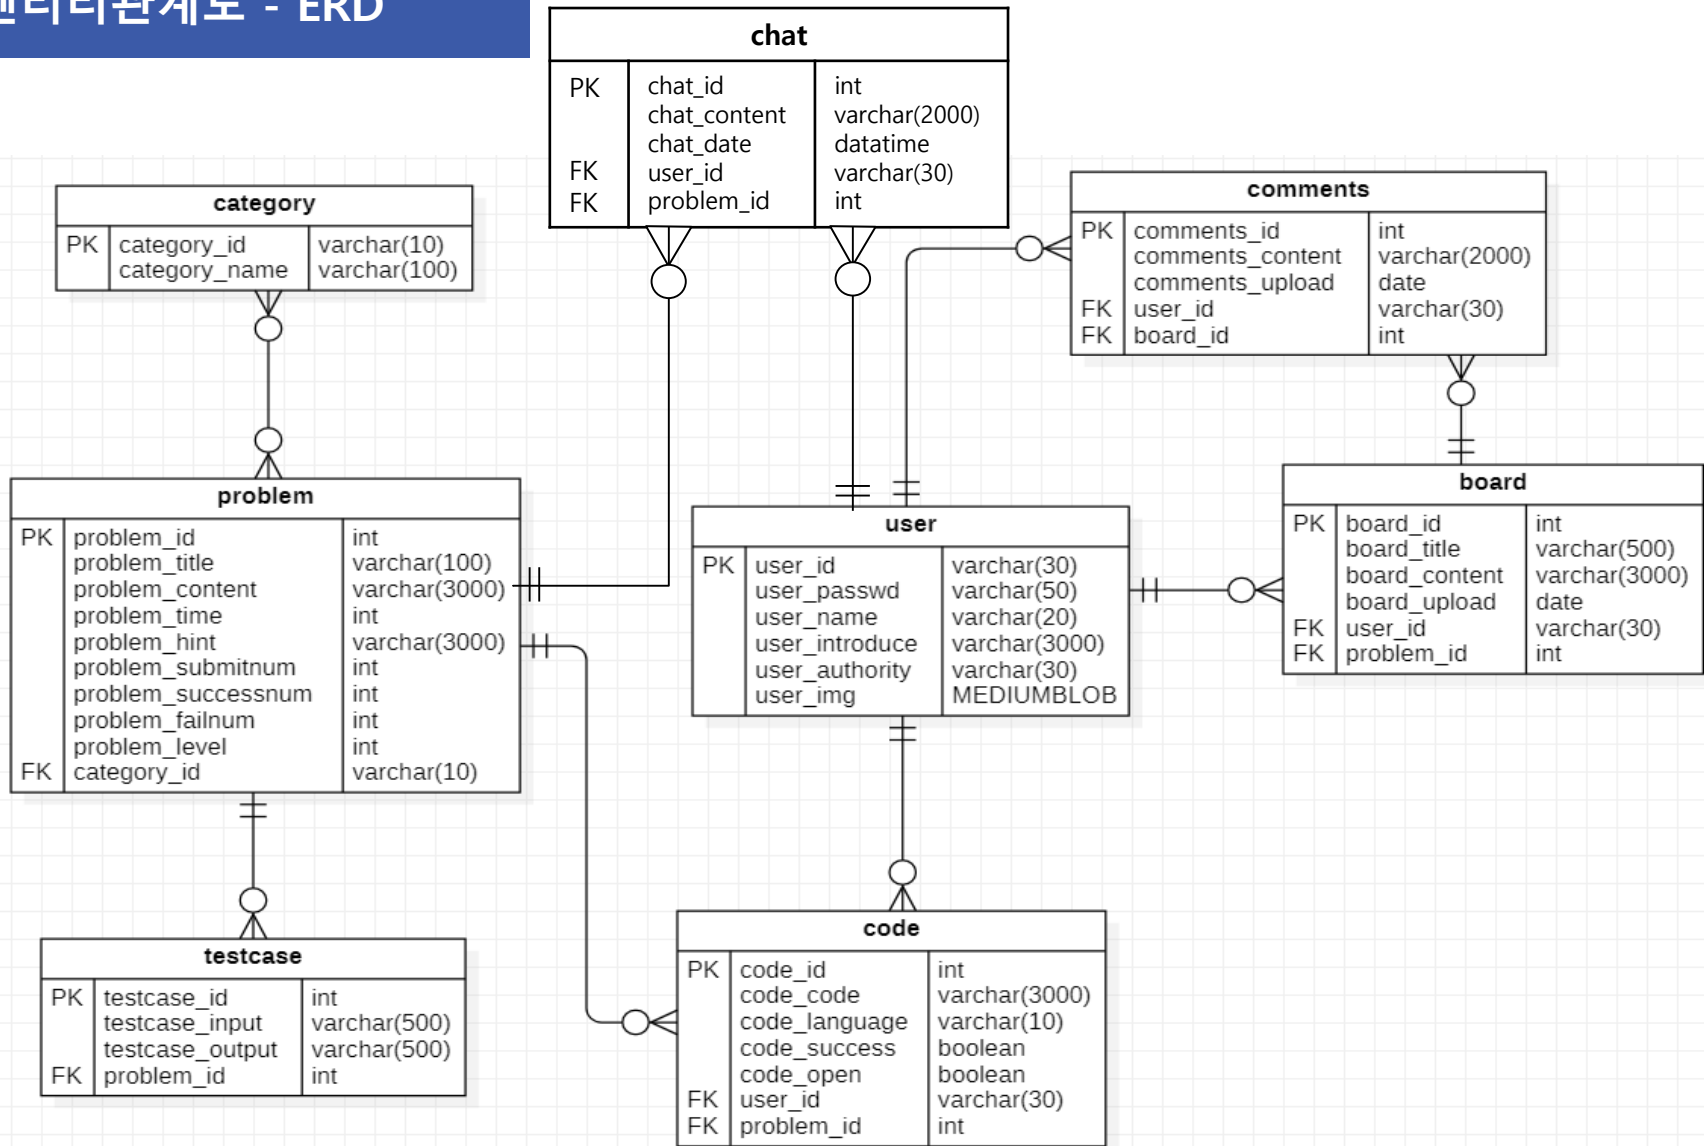 엔티티관계도 - ERD
chat
PK chat_id int
chat_content varchar(2000)
chat_date datatime
FK user_id varchar(30)
FK problem_id int
category
PK category_id varchar(10)
category_name varchar(100)
comments
PK comments_id int
comments_content varchar(2000)
comments_upload date
FK user_id varchar(30)
FK board_id int
problem
PK problem_id int
problem_title varchar(100)
problem_content varchar(3000)
problem_time int
problem_hint varchar(3000)
problem_submitnum int
problem_successnum int
problem_failnum int
problem_level int
FK category_id varchar(10)
user
PK user_id varchar(30)
user_passwd varchar(50)
user_name varchar(20)
user_introduce varchar(3000)
user_authority varchar(30)
user_img MEDIUMBLOB
board
PK board_id int
board_title varchar(500)
board_content varchar(3000)
board_upload date
FK user_id varchar(30)
FK problem_id int
testcase
PK testcase_id int
testcase_input varchar(500)
testcase_output varchar(500)
FK problem_id int
code
PK code_id int
code_code varchar(3000)
code_language varchar(10)
code_success boolean
code_open boolean
FK user_id varchar(30)
FK problem_id int